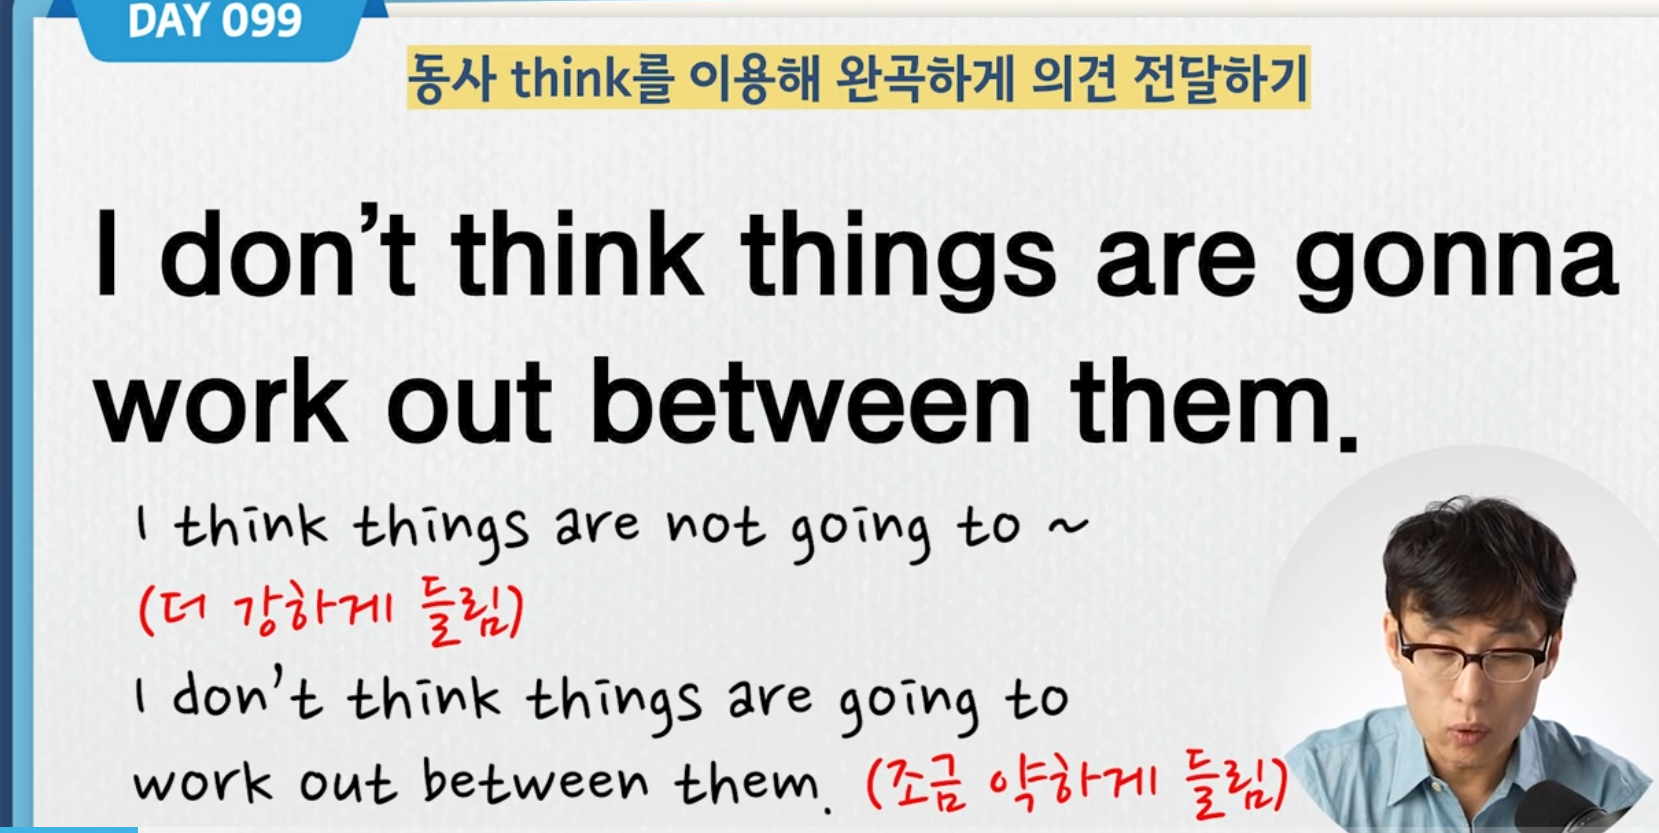 DAY 099
동사 think를 이용해 완곡하게 의견 전달하기
I don't think things are gonna
work out between them.
I think things are not going to ~
(더 강하게 들림)
I don't think things are going to
work out between them. (조금 약하게 들림)